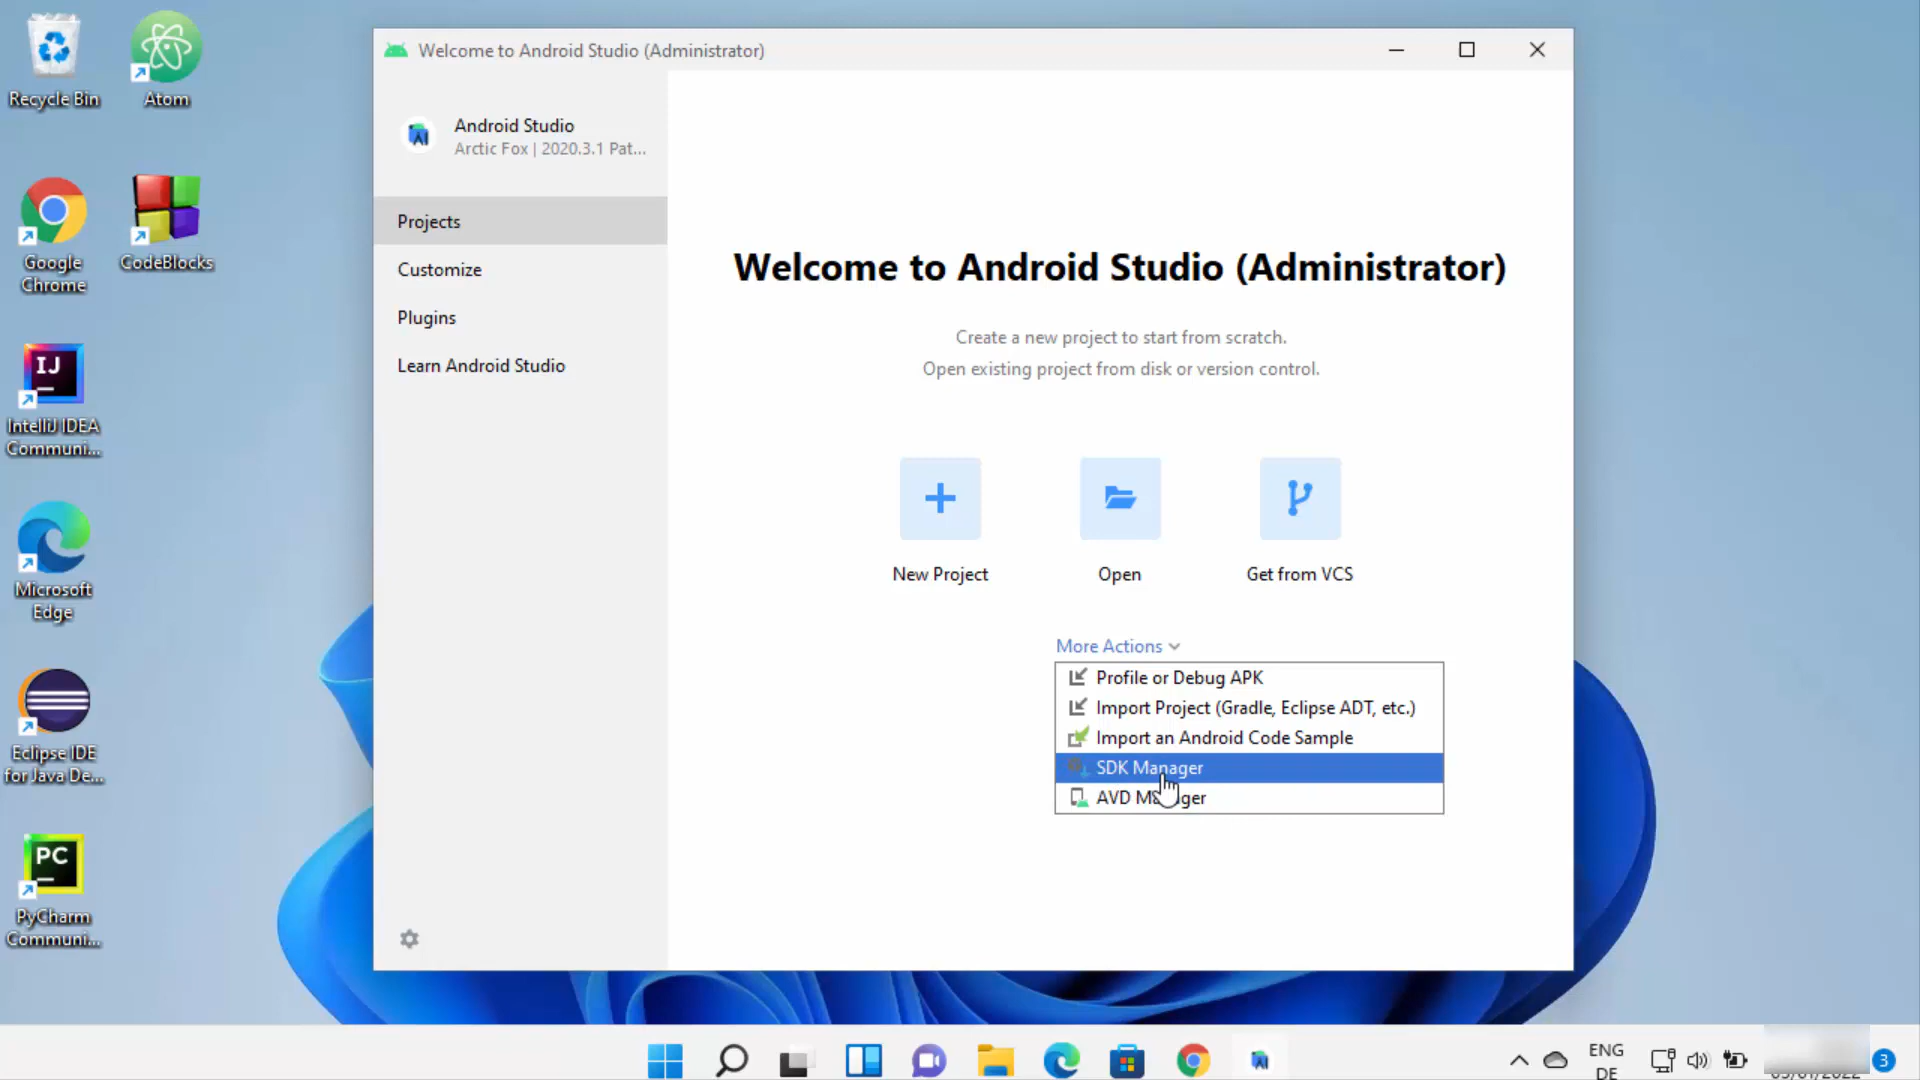 Recycle Bin
Atom
Google
Chrome
CodeBlocks
IntelliJ IDEA
Communi...
Microsoft
Edge
Eclipse IDE
for Java De...
PyCharm
Communi...
Welcome to Android Studio (Administrator)
Android Studio
Arctic Fox | 2020.3.1 Pat...
Projects
Customize
Plugins
Learn Android Studio
Welcome to Android Studio (Administrator)
Create a new project to start from scratch.
Open existing project from disk or version control.
New Project
Open
Get from VCS
More Actions
Profile or Debug APK
Import Project (Gradle, Eclipse ADT, etc.)
Import an Android Code Sample
SDK Manager
AVD Manager
ENG
DE
3